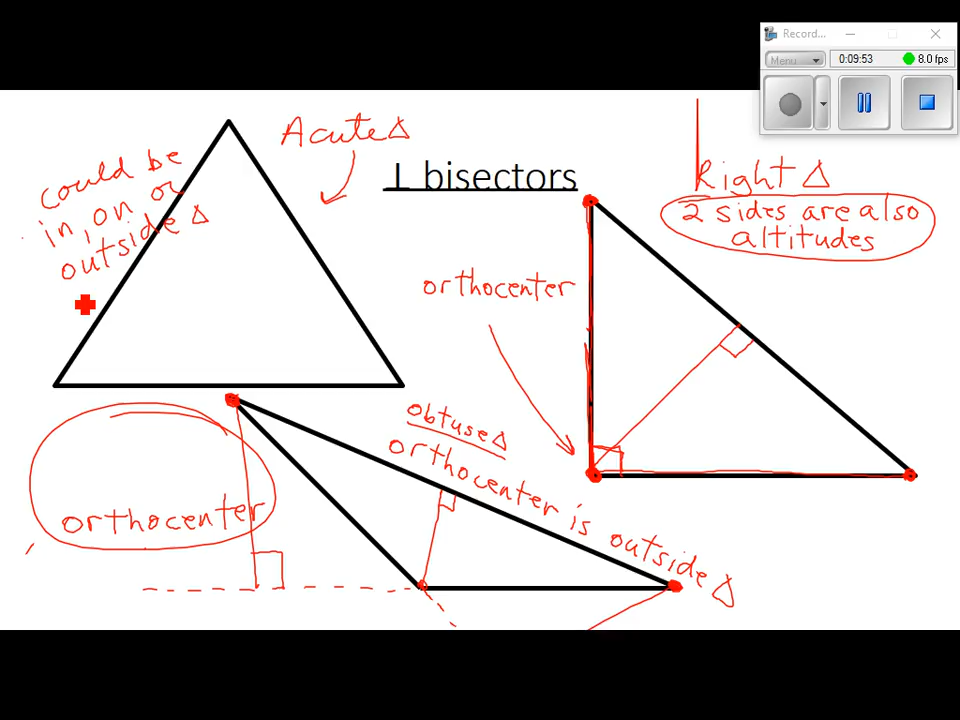 Record...
Menu
0:09:53
8.0 fps
Acute △
⊥ bisectors
could be
in, on or
outside △
Right △
2 sides are also
altitudes
orthocenter
obtuse △
orthocenter is outside △
orthocenter